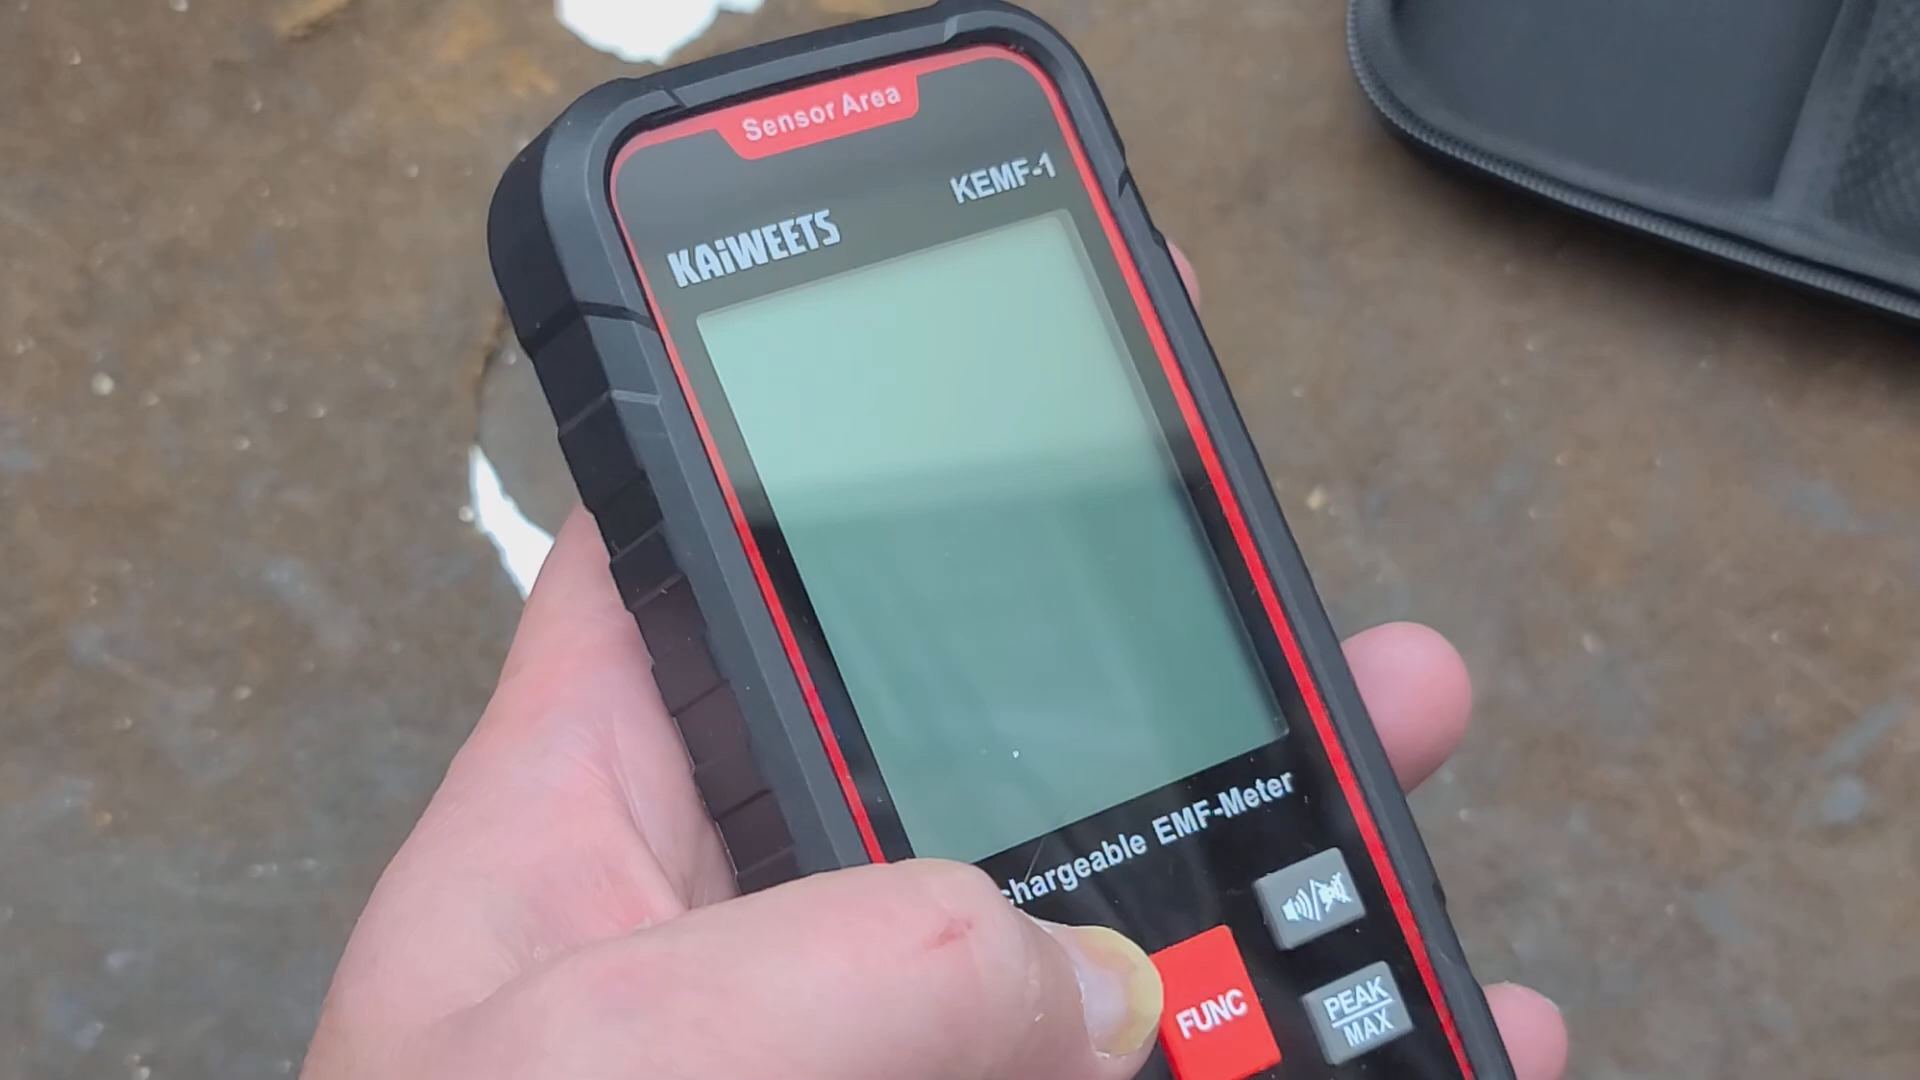 Sensor Area
KEMF-1
KAiWEETS
chargeable EMF-Meter
FUNC
PEAK
MAX